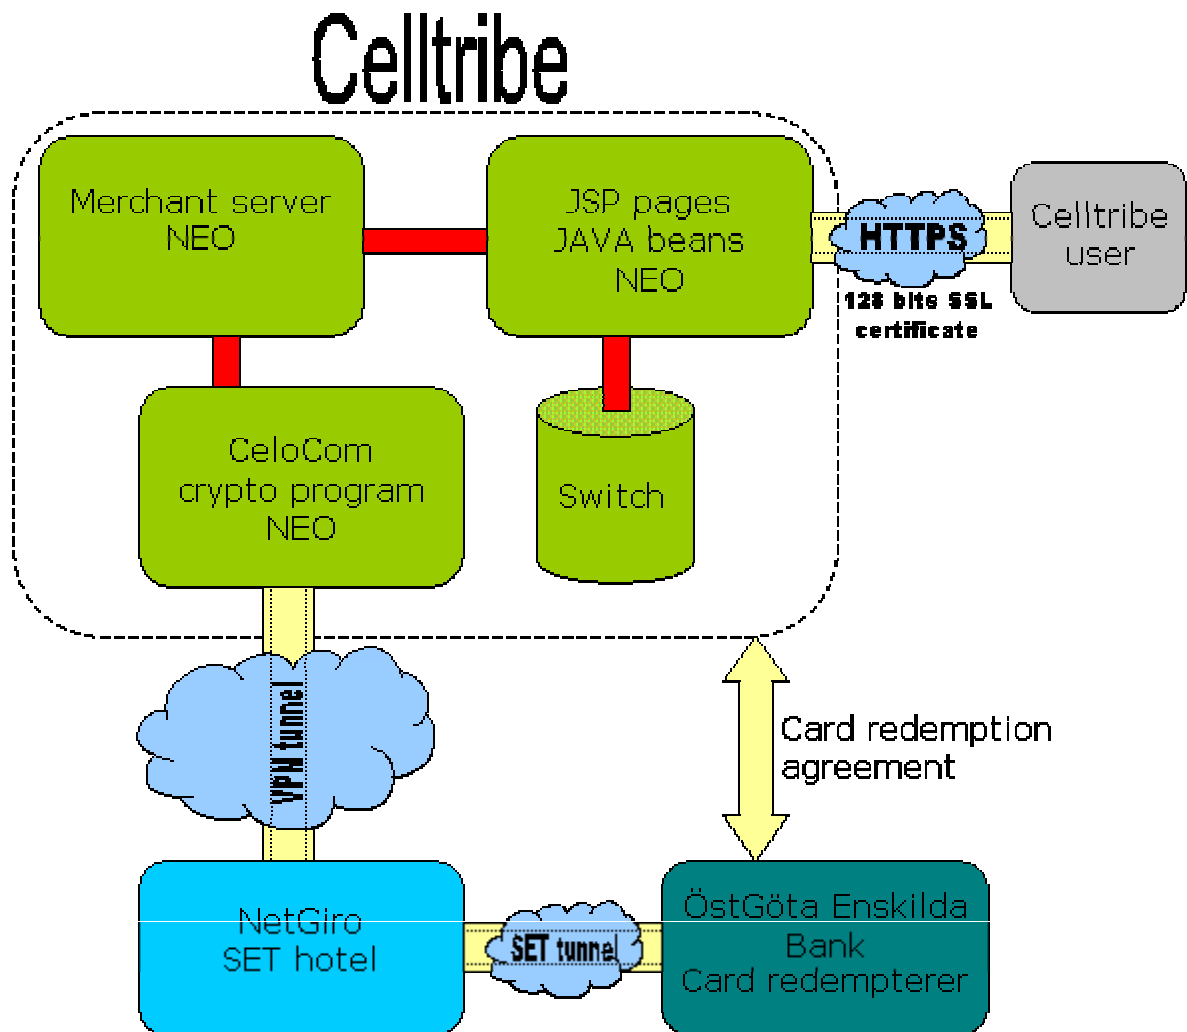 Celltribe
Merchant server
NEO
JSP pages
JAVA beans
NEO
HTTPS
128 bits SSL
certificate
Celltribe
user
CeloCom
crypto program
NEO
Switch
VPN tunnel
Card redemption
agreement
NetGiro
SET hotel
SET tunnel
ÖstGöta Enskilda
Bank
Card redempterer